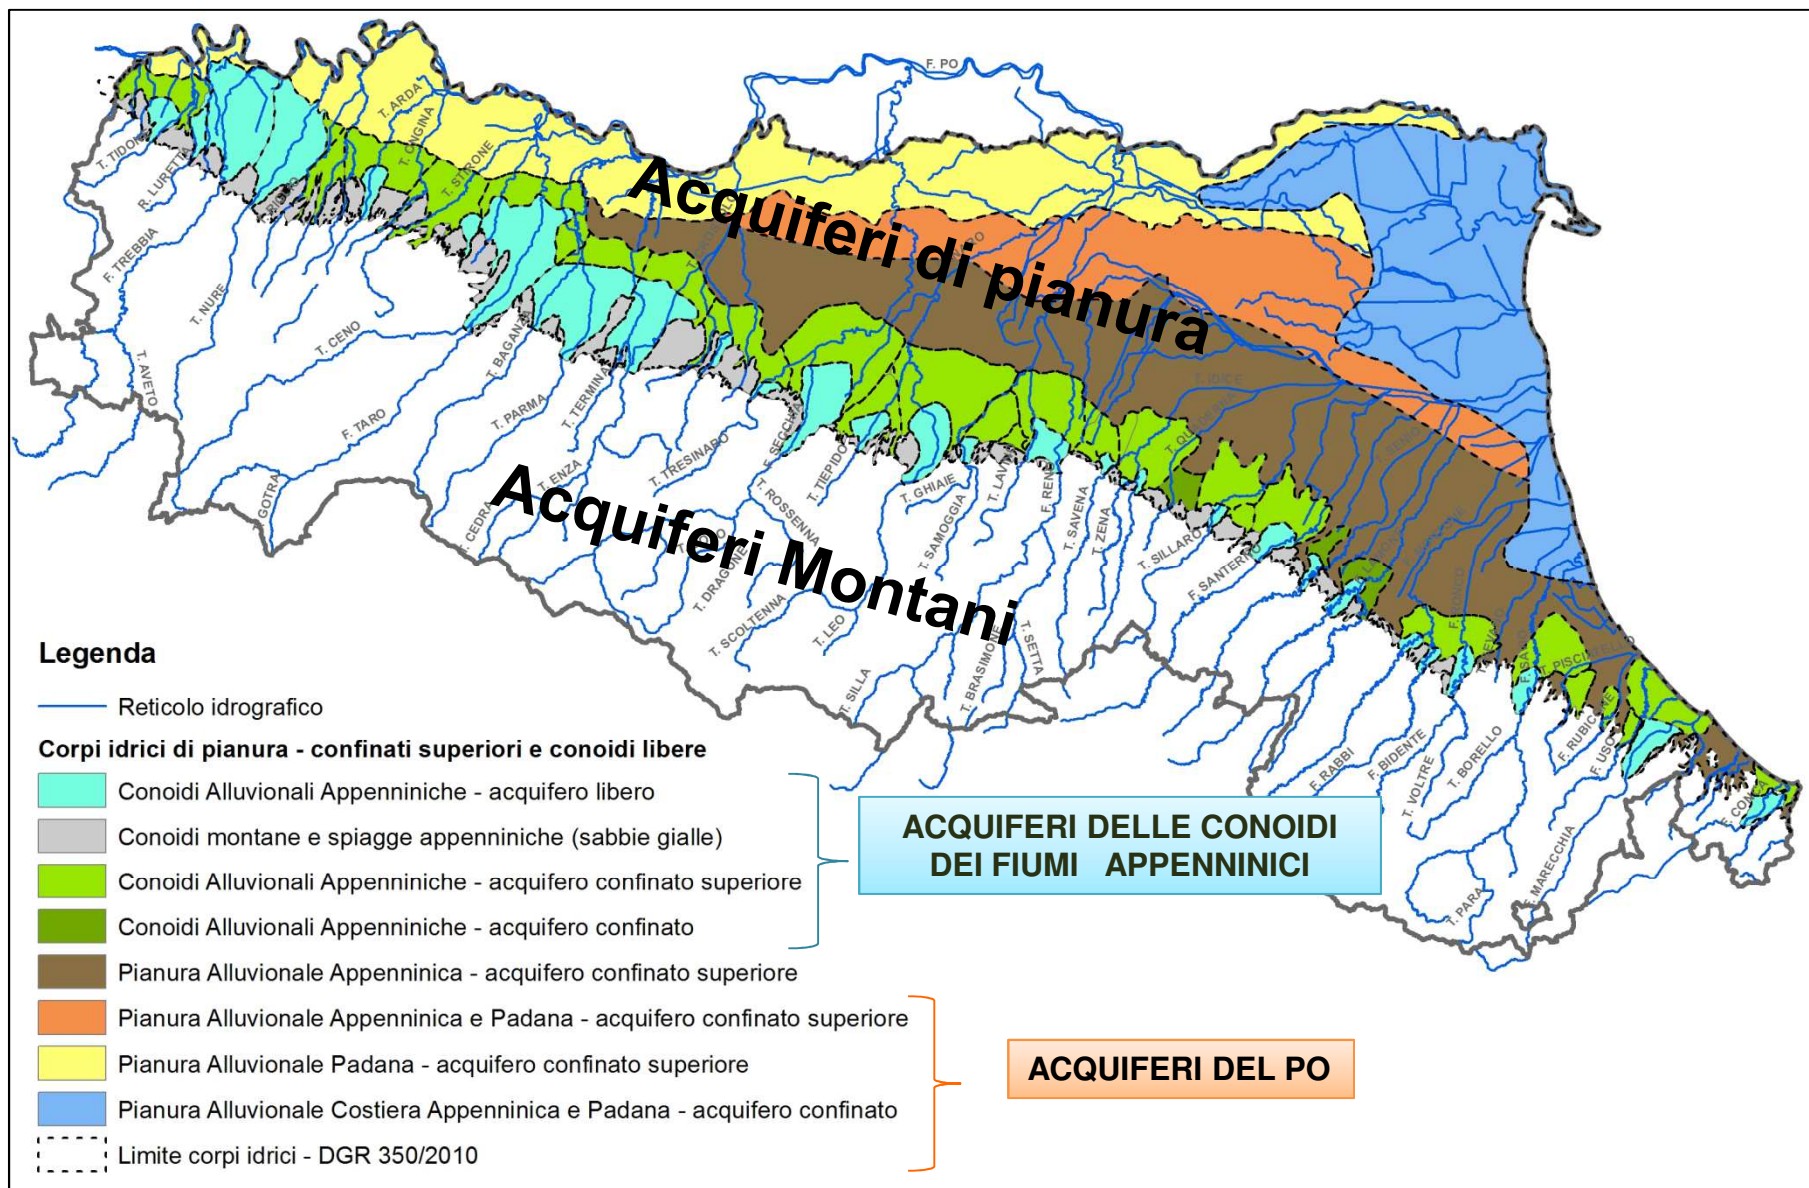 F. PO
T. ARDA
T. ONGINA
T. STIRONE
T. TIDONE
R. LURETTA
F. TREBBIA
T. NURE
T. AVETO
T. CENO
F. TARO
T. BAGANZA
T. PARMA
T. TERMINA
T. ENZA
T. CEDRA
GOTRA
T. TRESINARO
F. SECCHIA
T. TIEPIDO
T. ROSSENNA
T. DRAGONE
T. SCOLTENNA
T. LEO
T. GHIAIE
T. SAMOGGIA
T. LAVINO
F. RENO
T. SAVENA
T. ZENA
T. IDICE
T. QUADERNA
T. SILLARO
F. SANTERNO
T. SENIO
T. SILLA
T. BRASIMONE
T. SETTA
F. RABBI
F. BIDENTE
T. VOLTRE
T. BORELLO
F. SAVIO
T. PISCIATELLO
F. RUBICONE
F. USO
F. MARECCHIA
F. CONCA
T. PARA
Acquiferi di pianura
Acquiferi Montani
Legenda
Reticolo idrografico
Corpi idrici di pianura - confinati superiori e conoidi libere
Conoidi Alluvionali Appenniniche - acquifero libero
Conoidi montane e spiagge appenniniche (sabbie gialle)
Conoidi Alluvionali Appenniniche - acquifero confinato superiore
Conoidi Alluvionali Appenniniche - acquifero confinato
Pianura Alluvionale Appenninica - acquifero confinato superiore
Pianura Alluvionale Appenninica e Padana - acquifero confinato superiore
Pianura Alluvionale Padana - acquifero confinato superiore
Pianura Alluvionale Costiera Appenninica e Padana - acquifero confinato
Limite corpi idrici - DGR 350/2010
ACQUIFERI DELLE CONOIDI
DEI FIUMI APPENNINICI
ACQUIFERI DEL PO